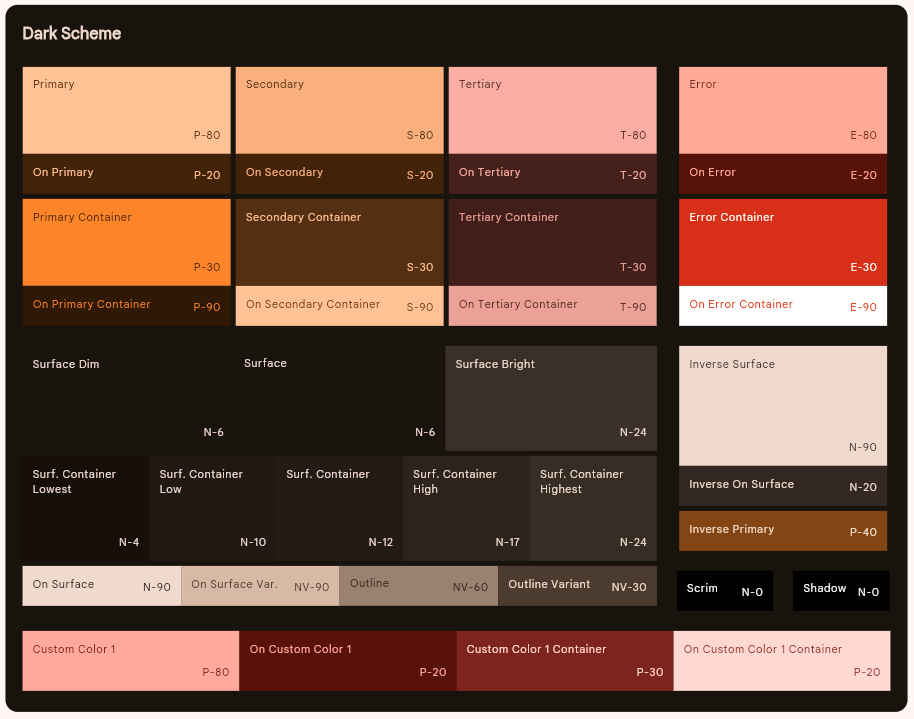 Dark Scheme
Primary
P-80
Secondary
S-80
Tertiary
T-80
Error
E-80
On Primary
P-20
On Secondary
S-20
On Tertiary
T-20
On Error
E-20
Primary Container
P-30
Secondary Container
S-30
Tertiary Container
T-30
Error Container
E-30
On Primary Container
P-90
On Secondary Container
S-90
On Tertiary Container
T-90
On Error Container
E-90
Surface Dim
N-6
Surface
N-6
Surface Bright
N-24
Inverse Surface
N-90
Surf. Container
Lowest
N-4
Surf. Container
Low
N-10
Surf. Container
N-12
Surf. Container
High
N-17
Surf. Container
Highest
N-24
Inverse On Surface
N-20
Inverse Primary
P-40
On Surface
N-90
On Surface Var.
NV-90
Outline
NV-60
Outline Variant
NV-30
Scrim
N-0
Shadow
N-0
Custom Color 1
P-80
On Custom Color 1
P-20
Custom Color 1 Container
P-30
On Custom Color 1 Container
P-20